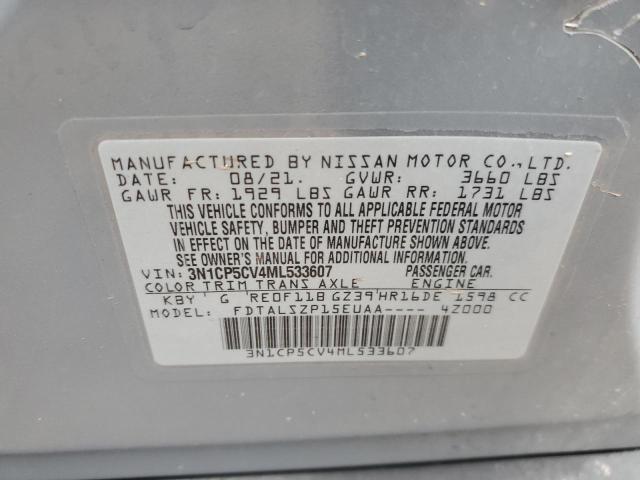 MANUFACTURED BY NISSAN MOTOR CO.,LTD.
DATE: 08/21. GVWR: 3660 LBS
GAWR FR: 1929 LBS GAWR RR: 1731 LBS
THIS VEHICLE CONFORMS TO ALL APPLICABLE FEDERAL MOTOR
VEHICLE SAFETY, BUMPER, AND THEFT PREVENTION STANDARDS
IN EFFECT ON THE DATE OF MANUFACTURE SHOWN ABOVE.
SEE OWNER'S MANUAL FOR ADDITIONAL INFORMATION.
VIN: 3N1CP5CV4ML533607 PASSENGER CAR.
COLOR TRIM TRANS AXLE ENGINE
KBY G RE0F11B GZ39 HR16DE 1598 CC
MODEL: FDTALSZP15EUAA---- 4Z000
3N1CP5CV4ML533607